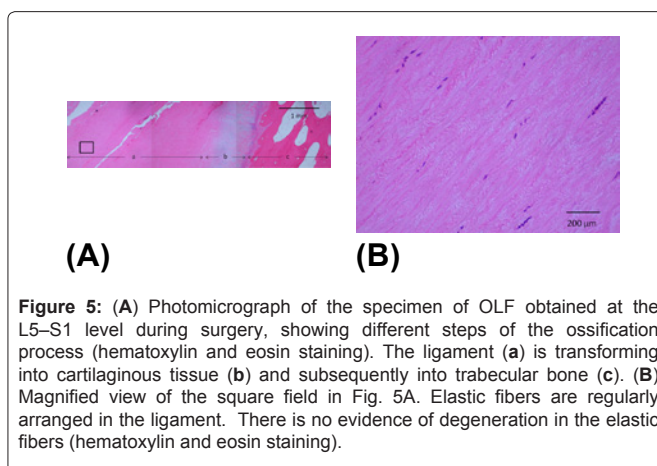 1 mm
a b c
200 μm
(A) (B)
Figure 5: (A) Photomicrograph of the specimen of OLF obtained at the
L5–S1 level during surgery, showing different steps of the ossification
process (hematoxylin and eosin staining). The ligament (a) is transforming
into cartilaginous tissue (b) and subsequently into trabecular bone (c). (B)
Magnified view of the square field in Fig. 5A. Elastic fibers are regularly
arranged in the ligament. There is no evidence of degeneration in the elastic
fibers (hematoxylin and eosin staining).